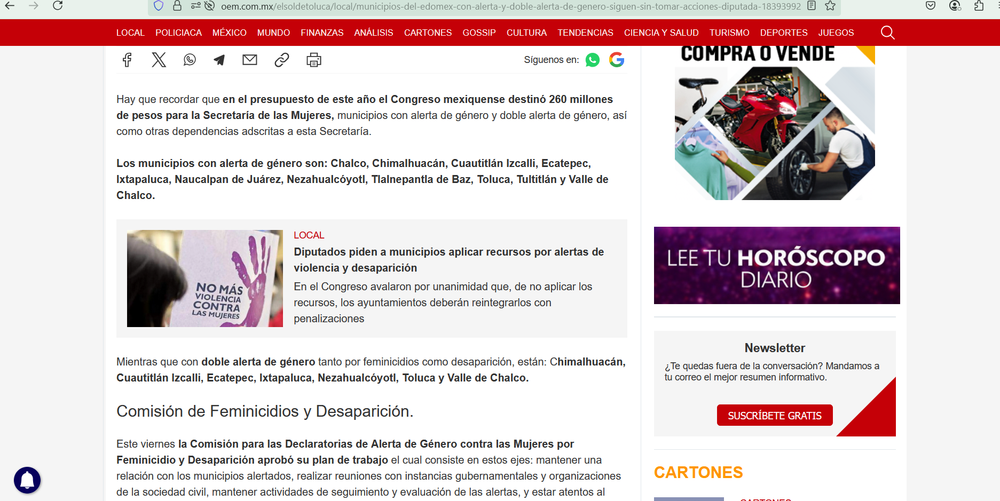 oem.com.mx/elsoldetoluca/local/municipios-del-edomex-con-alerta-y-doble-alerta-de-genero-siguen-sin-tomar-acciones-diputada-18393992
LOCAL POLICIACA MÉXICO MUNDO FINANZAS ANÁLISIS CARTONES GOSSIP CULTURA TENDENCIAS CIENCIA Y SALUD TURISMO DEPORTES JUEGOS
Síguenos en:
Hay que recordar que en el presupuesto de este año el Congreso mexiquense destinó 260 millones
de pesos para la Secretaría de las Mujeres, municipios con alerta de género y doble alerta de género, así
como otras dependencias adscritas a esta Secretaría.
Los municipios con alerta de género son: Chalco, Chimalhuacán, Cuautitlán Izcalli, Ecatepec,
Ixtapaluca, Naucalpan de Juárez, Nezahualcóyotl, Tlalnepantla de Baz, Toluca, Tultitlán y Valle de
Chalco.
NO MÁS
VIOLENCIA
CONTRA
LAS MUJERES
LOCAL
Diputados piden a municipios aplicar recursos por alertas de
violencia y desaparición
En el Congreso avalaron por unanimidad que, de no aplicar los
recursos, los ayuntamientos deberán reintegrarlos con
penalizaciones
Mientras que con doble alerta de género tanto por feminicidios como desaparición, están: Chimalhuacán,
Cuautitlán Izcalli, Ecatepec, Ixtapaluca, Nezahualcóyotl, Toluca y Valle de Chalco.
Comisión de Feminicidios y Desaparición.
Este viernes la Comisión para las Declaratorias de Alerta de Género contra las Mujeres por
Feminicidio y Desaparición aprobó su plan de trabajo el cual consiste en estos ejes: mantener una
relación con los municipios alertados, realizar reuniones con instancias gubernamentales y organizaciones
de la sociedad civil, mantener actividades de seguimiento y evaluación de las alertas, y estar atentos al
COMPRA O VENDE
LEE TU HORÓSCOPO
DIARIO
Newsletter
¿Te quedas fuera de la conversación? Mandamos a
tu correo el mejor resumen informativo.
SUSCRÍBETE GRATIS
CARTONES
CARTONES